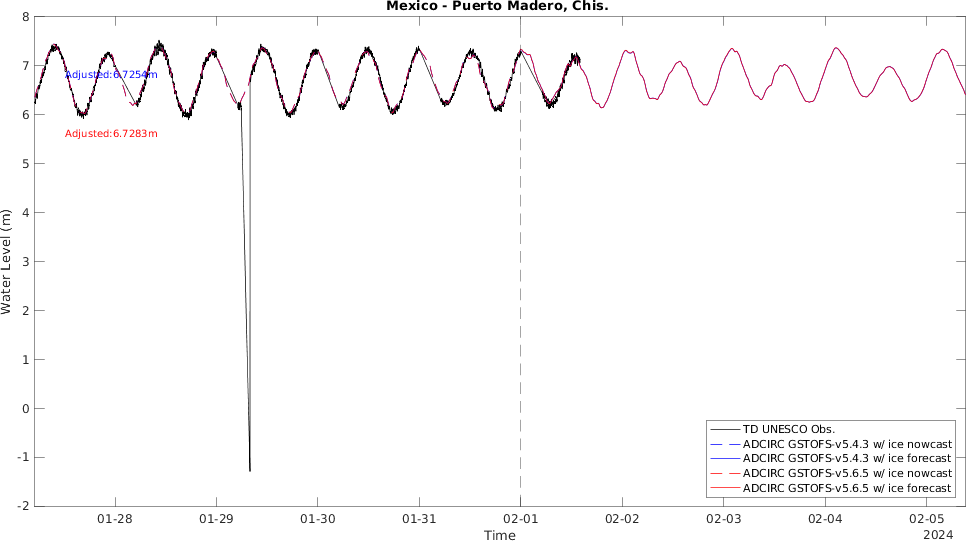 Mexico - Puerto Madero, Chis.
8
7
6
5
4
3
2
1
0
-1
-2
Water Level (m)
Adjusted:6.7254m
Adjusted:6.7283m
TD UNESCO Obs.
ADCIRC GSTOFS-v5.4.3 w/ ice nowcast
ADCIRC GSTOFS-v5.4.3 w/ ice forecast
ADCIRC GSTOFS-v5.6.5 w/ ice nowcast
ADCIRC GSTOFS-v5.6.5 w/ ice forecast
01-28 01-29 01-30 01-31 02-01 02-02 02-03 02-04 02-05
Time
2024